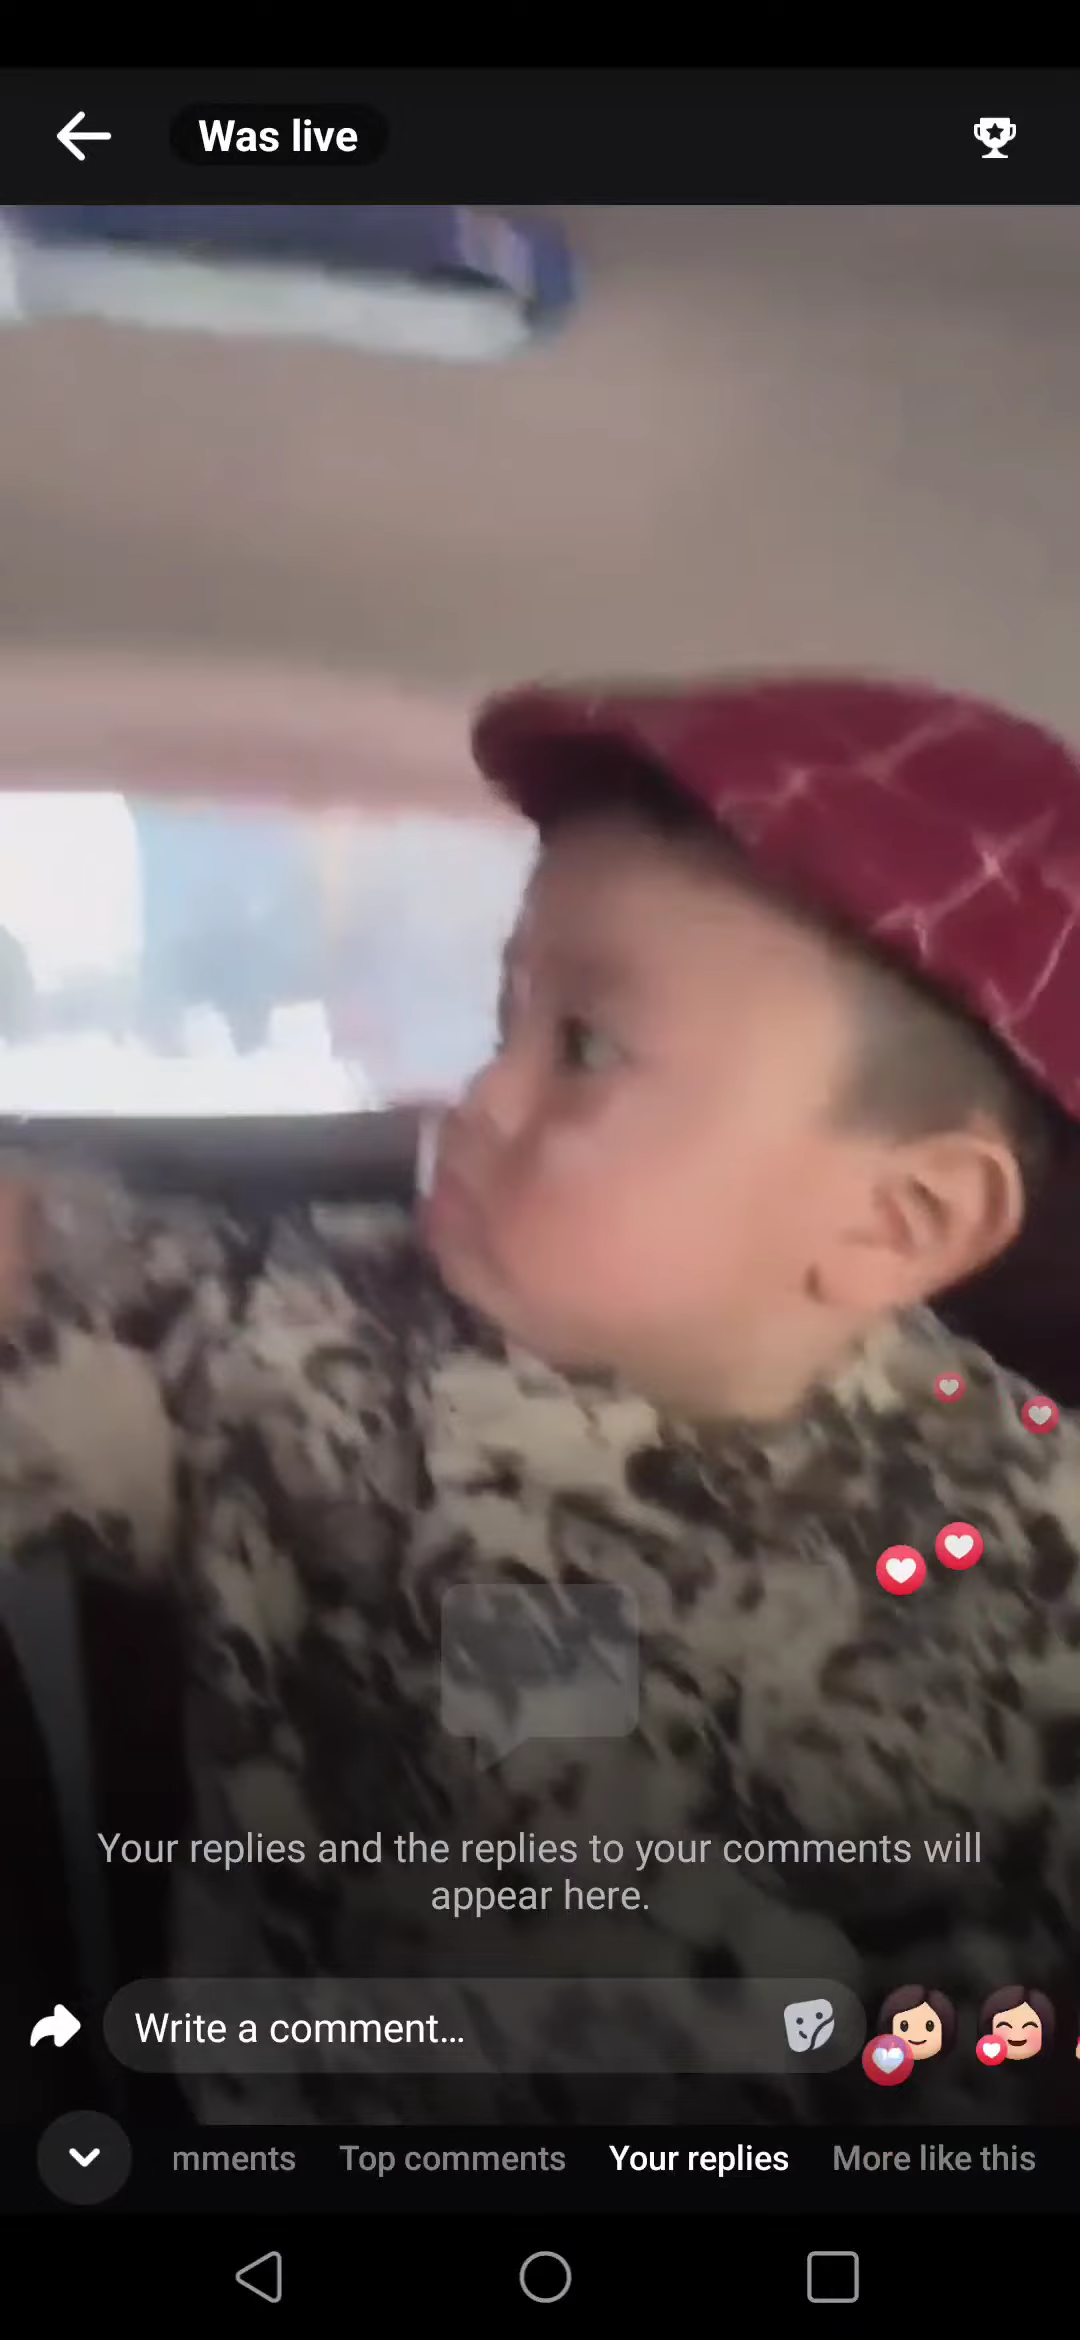 Was live
Your replies and the replies to your comments will
appear here.
Write a comment...
mments
Top comments
Your replies
More like this